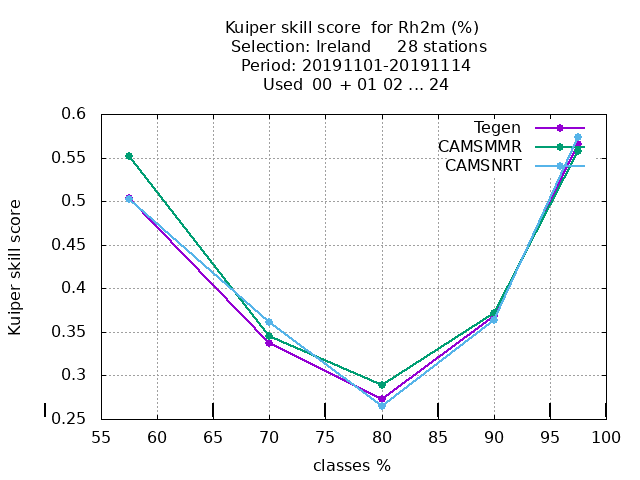 Kuiper skill score for Rh2m (%)
Selection: Ireland 28 stations
Period: 20191101-20191114
Used 00 + 01 02 ... 24
Kuiper skill score
0.6
0.55
0.5
0.45
0.4
0.35
0.3
0.25
Tegen
CAMSMMR
CAMSNRT
55 60 65 70 75 80 85 90 95 100
classes %